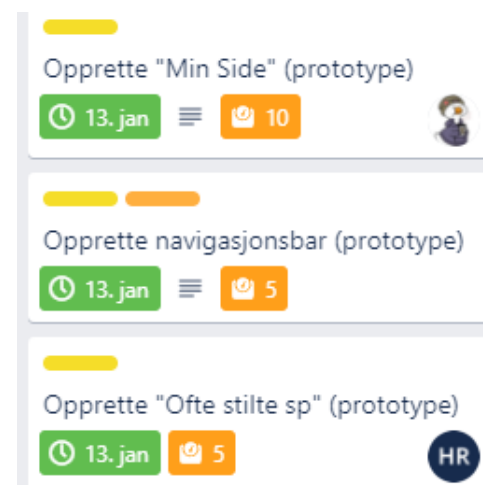 Opprette "Min Side" (prototype)
13. jan 10
Opprette navigasjonsbar (prototype)
13. jan 5
Opprette "Ofte stilte sp" (prototype)
13. jan 5 HR